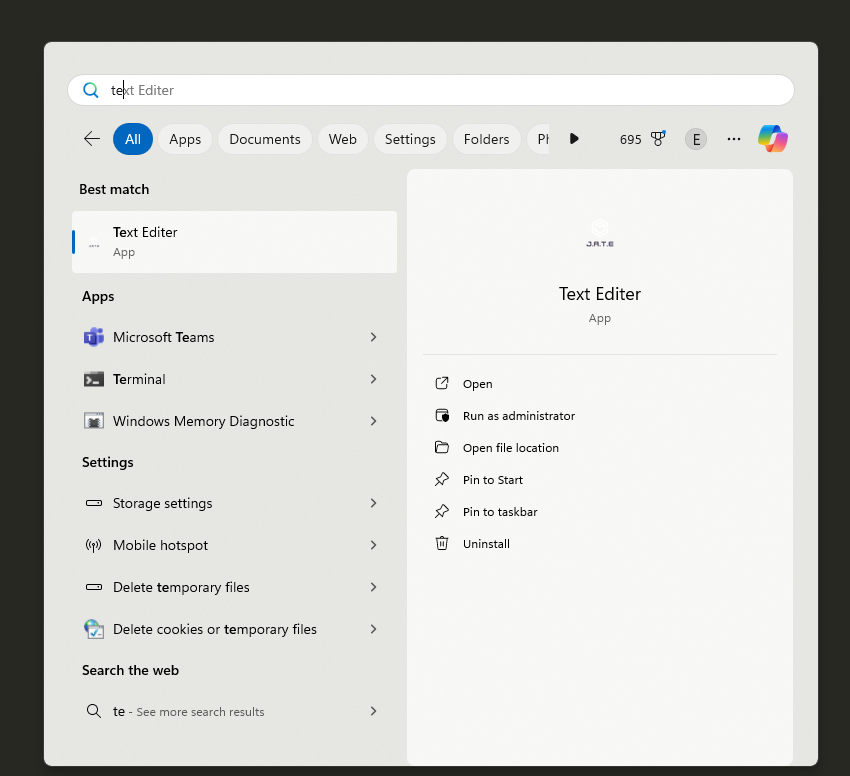 text Editer
All Apps Documents Web Settings Folders Ph 695 E
Best match
Text Editer
App
Apps
Microsoft Teams
Terminal
Windows Memory Diagnostic
Settings
Storage settings
Mobile hotspot
Delete temporary files
Delete cookies or temporary files
Search the web
te - See more search results
J.A.T.E
Text Editer
App
Open
Run as administrator
Open file location
Pin to Start
Pin to taskbar
Uninstall